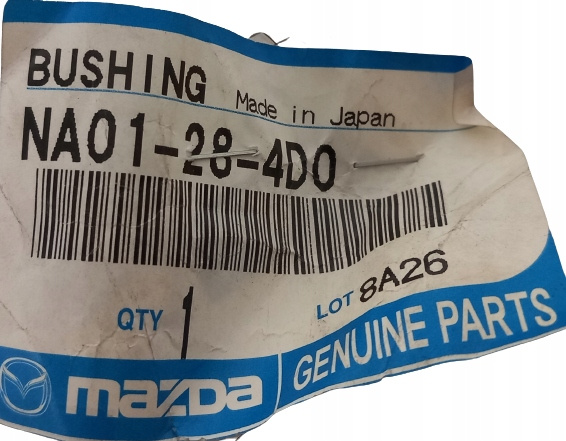 BUSHING Made in Japan
NA01-28-4D0
QTY 1 LOT 8A26
mazda GENUINE PARTS